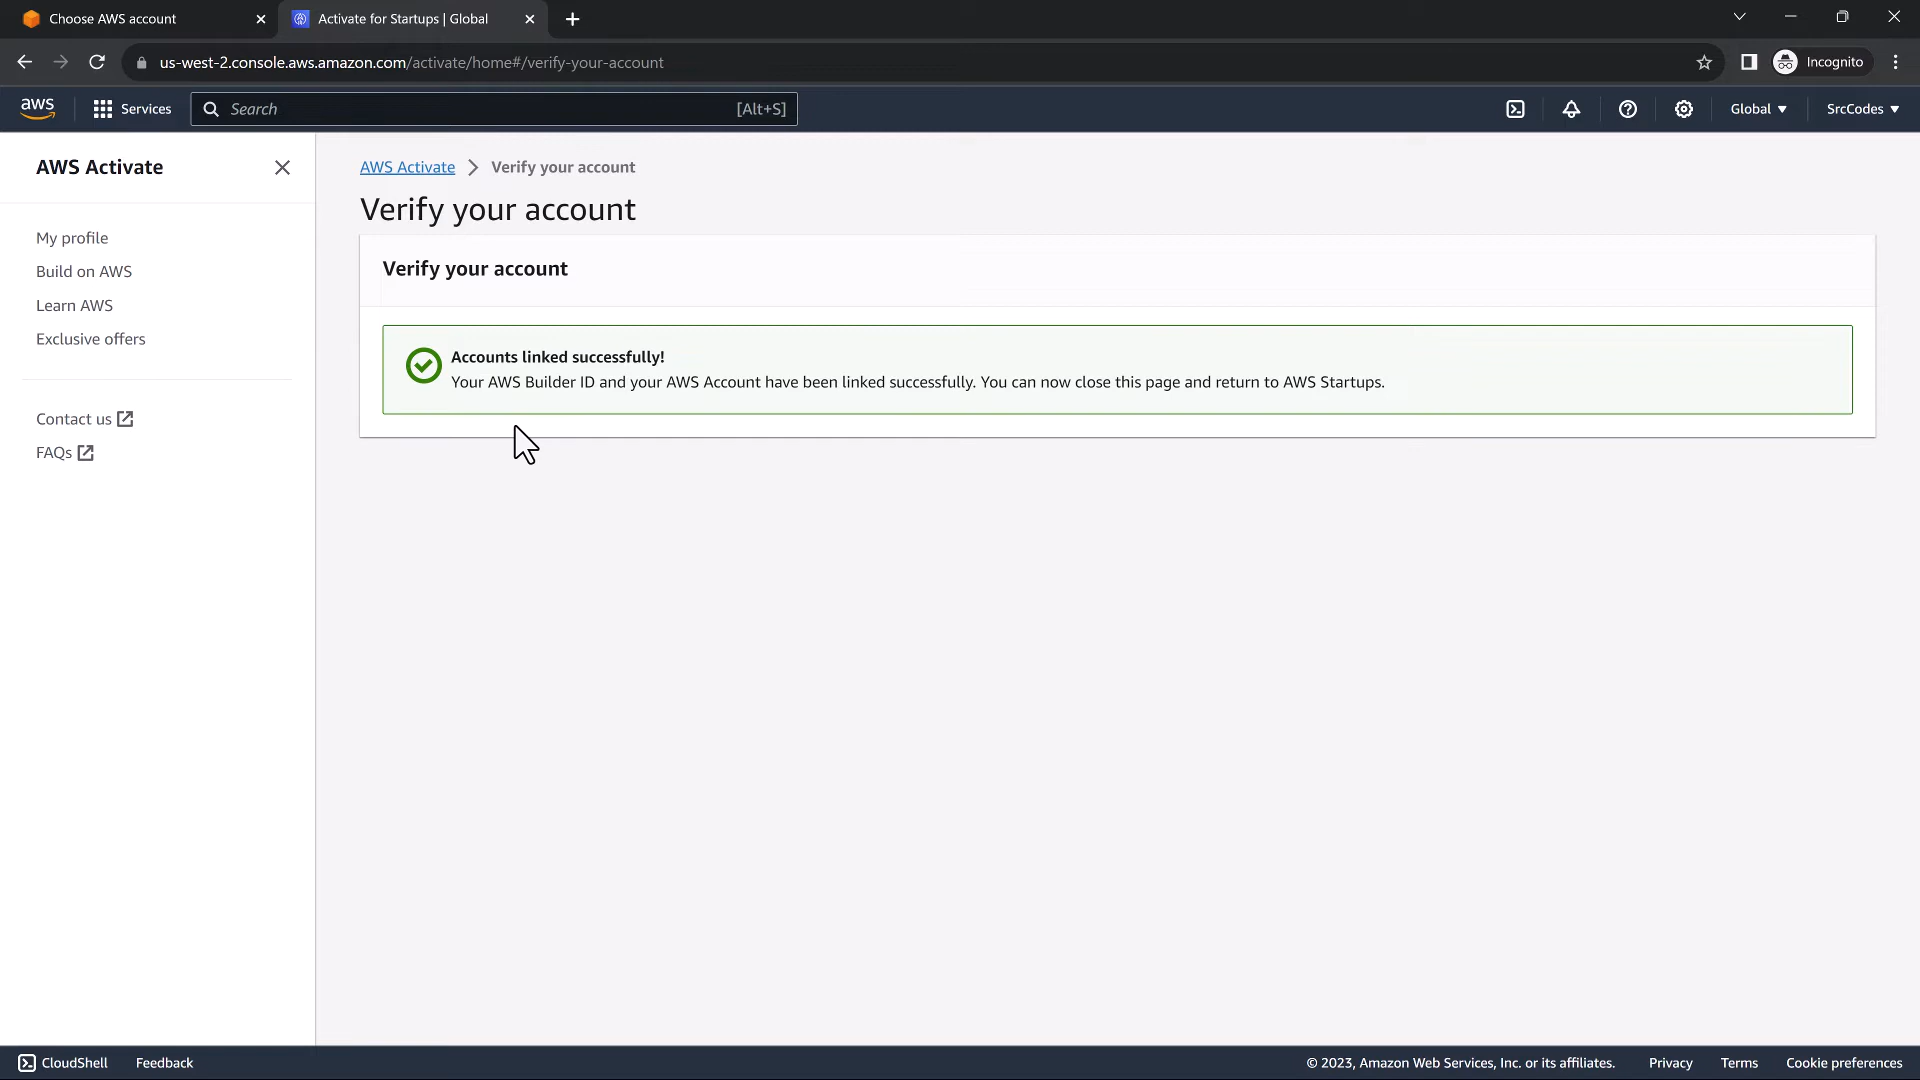 Choose AWS account
Activate for Startups | Global
us-west-2.console.aws.amazon.com/activate/home#/verify-your-account
Incognito
aws
Services
Search
[Alt+S]
Global
SrcCodes
AWS Activate
My profile
Build on AWS
Learn AWS
Exclusive offers
Contact us
FAQs
AWS Activate
Verify your account
Verify your account
Verify your account
Accounts linked successfully!
Your AWS Builder ID and your AWS Account have been linked successfully. You can now close this page and return to AWS Startups.
CloudShell
Feedback
© 2023, Amazon Web Services, Inc. or its affiliates.
Privacy
Terms
Cookie preferences